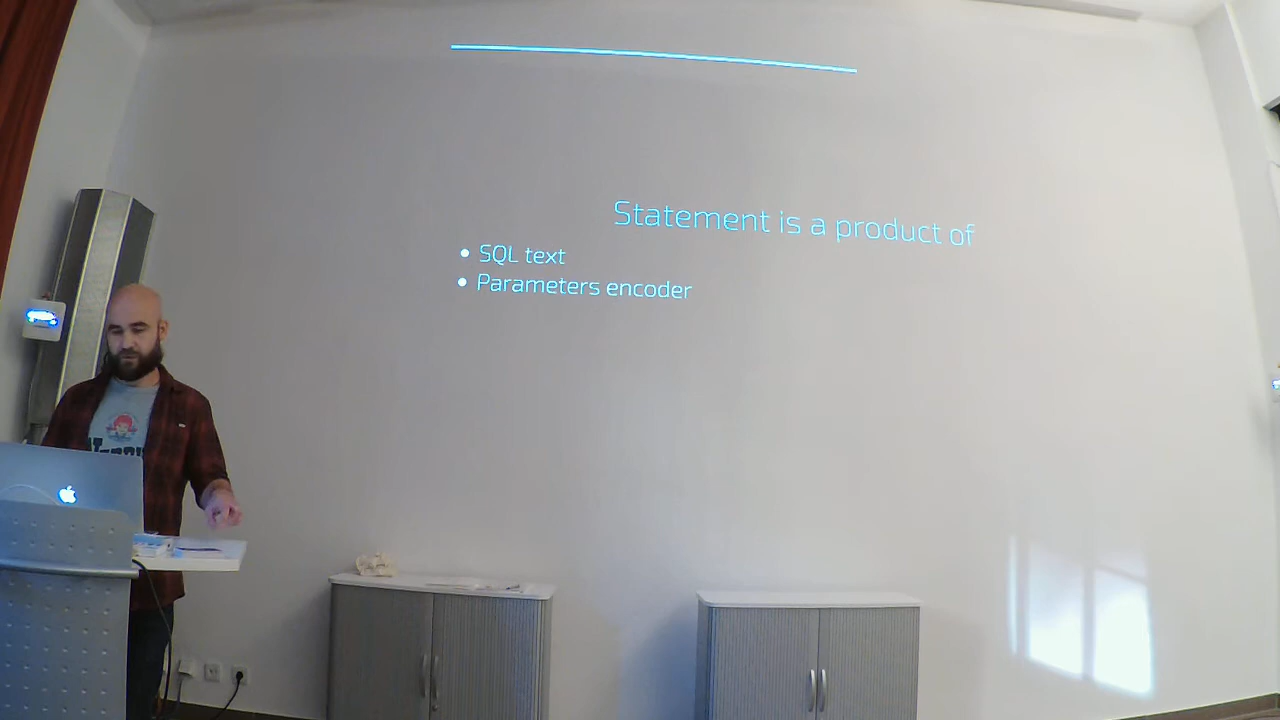 Statement is a product of
• SQL text
• Parameters encoder